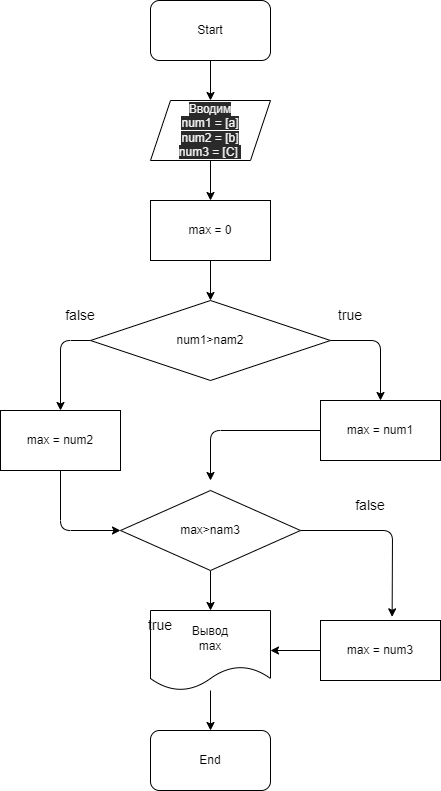 Start
Вводим
num1 = [a]
num2 = [b]
num3 = [C]
max = 0
false
true
num1>nam2
max = num2
max = num1
false
max>nam3
true
Вывод
max
max = num3
End